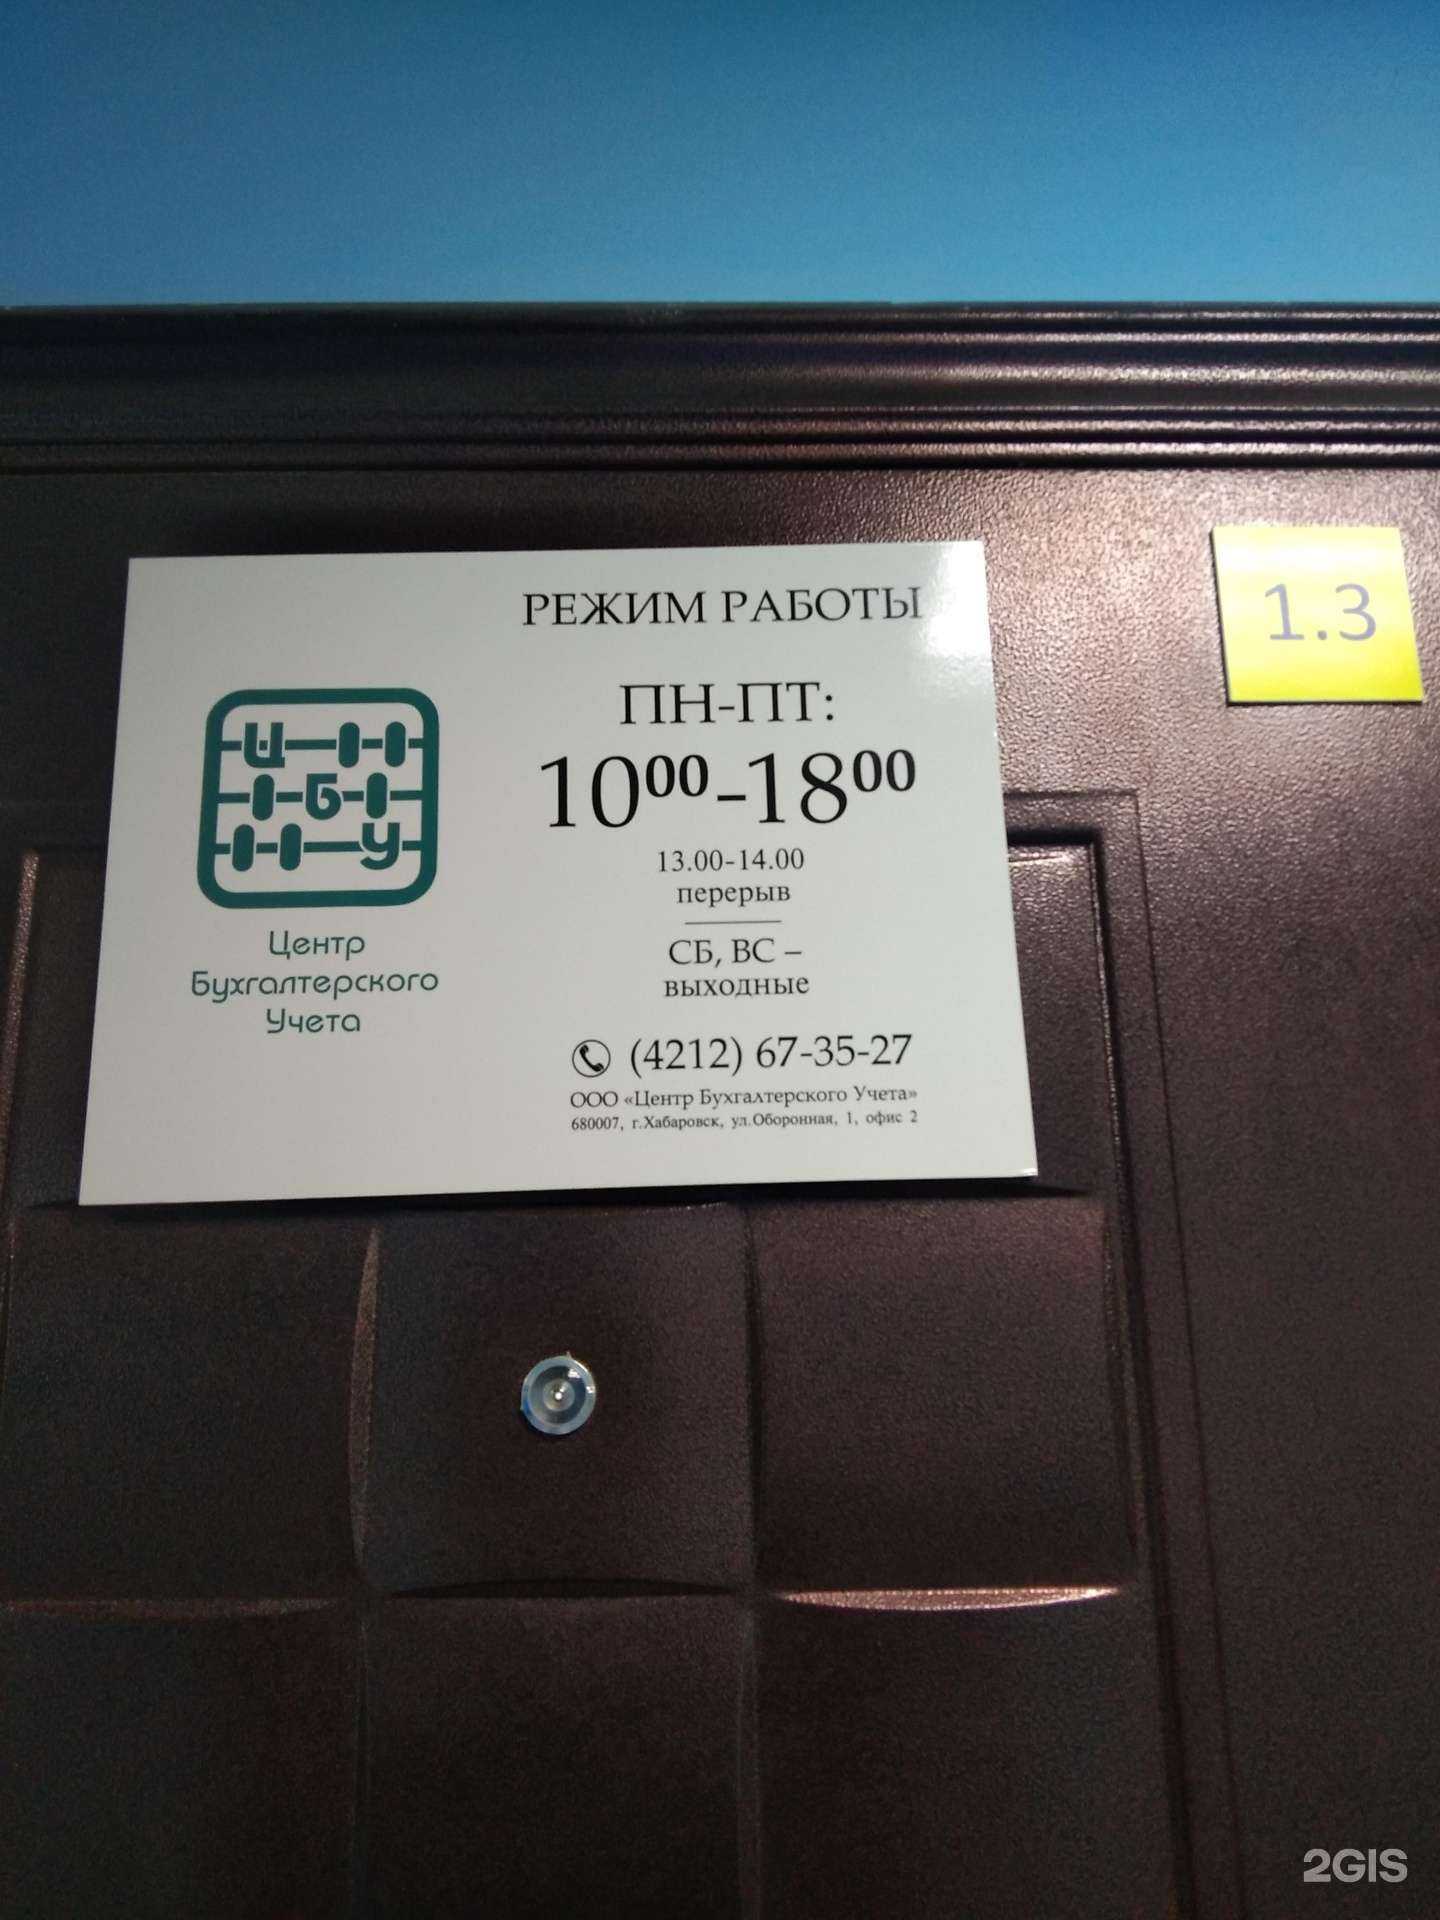 РЕЖИМ РАБОТЫ
ПН-ПТ:
10⁰⁰-18⁰⁰
13.00-14.00
перерыв
СБ, ВС –
выходные
(4212) 67-35-27
ООО «Центр Бухгалтерского Учета»
680007, г.Хабаровск, ул.Оборонная, 1, офис 2
Ц
Б
У
Центр
Бухгалтерского
Учета
1.3
2GIS